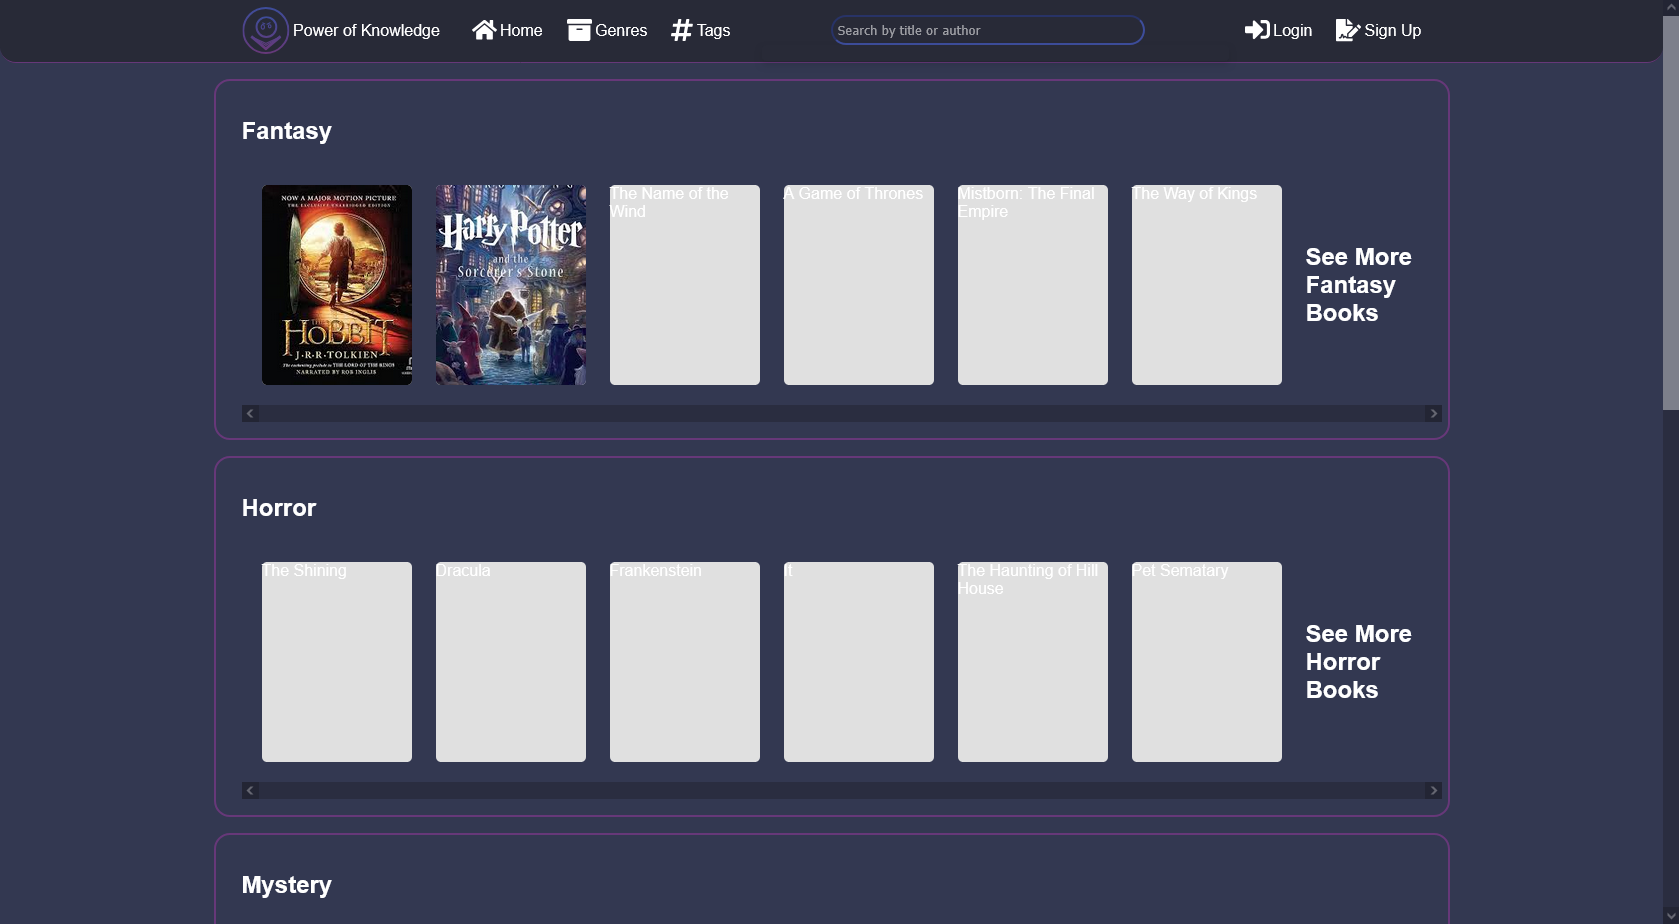 Power of Knowledge
Home
Genres
Tags
Search by title or author
Login
Sign Up
Fantasy
NOW A MAJOR MOTION PICTURE
THE EXCLUSIVE UNABRIDGED EDITION
THE
HOBBIT
J·R·R·TOLKIEN
The enchanting prelude to THE LORD OF THE RINGS
NARRATED BY ROB INGLIS
Harry Potter
and the
Sorcerer's Stone
The Name of the
Wind
A Game of Thrones
Mistborn: The Final
Empire
The Way of Kings
See More
Fantasy
Books
Horror
The Shining
Dracula
Frankenstein
It
The Haunting of Hill
House
Pet Sematary
See More
Horror
Books
Mystery